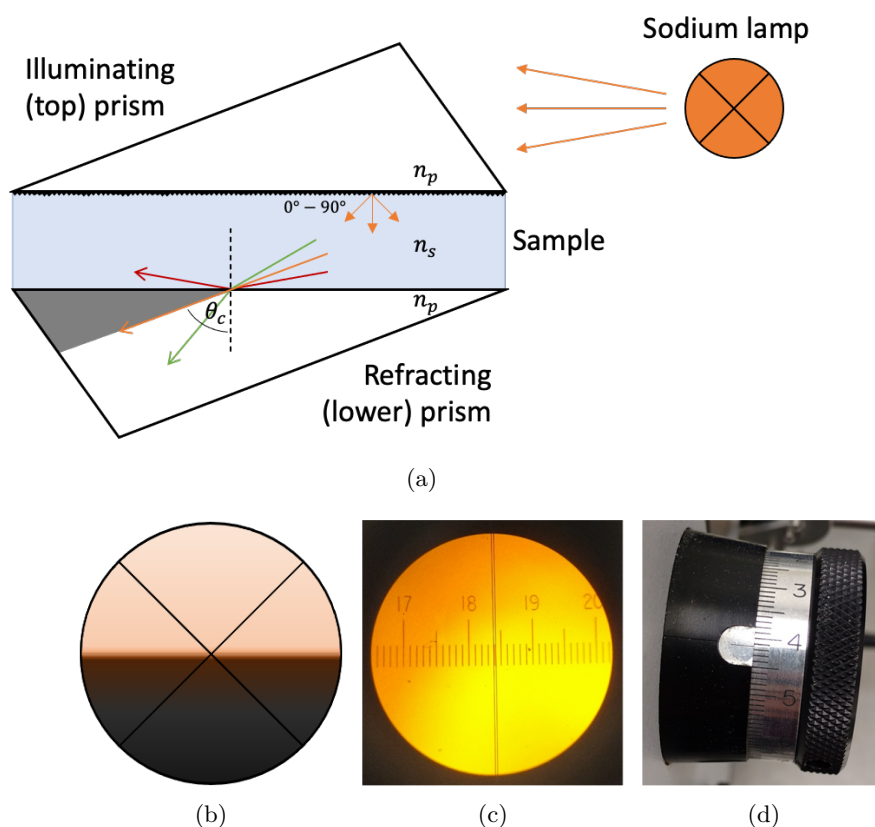 Sodium lamp
Illuminating
(top) prism
n_p
0° − 90°
n_s
Sample
n_p
θ_c
Refracting
(lower) prism
(a)
17 18 19 20
3
4
5
(b) (c) (d)